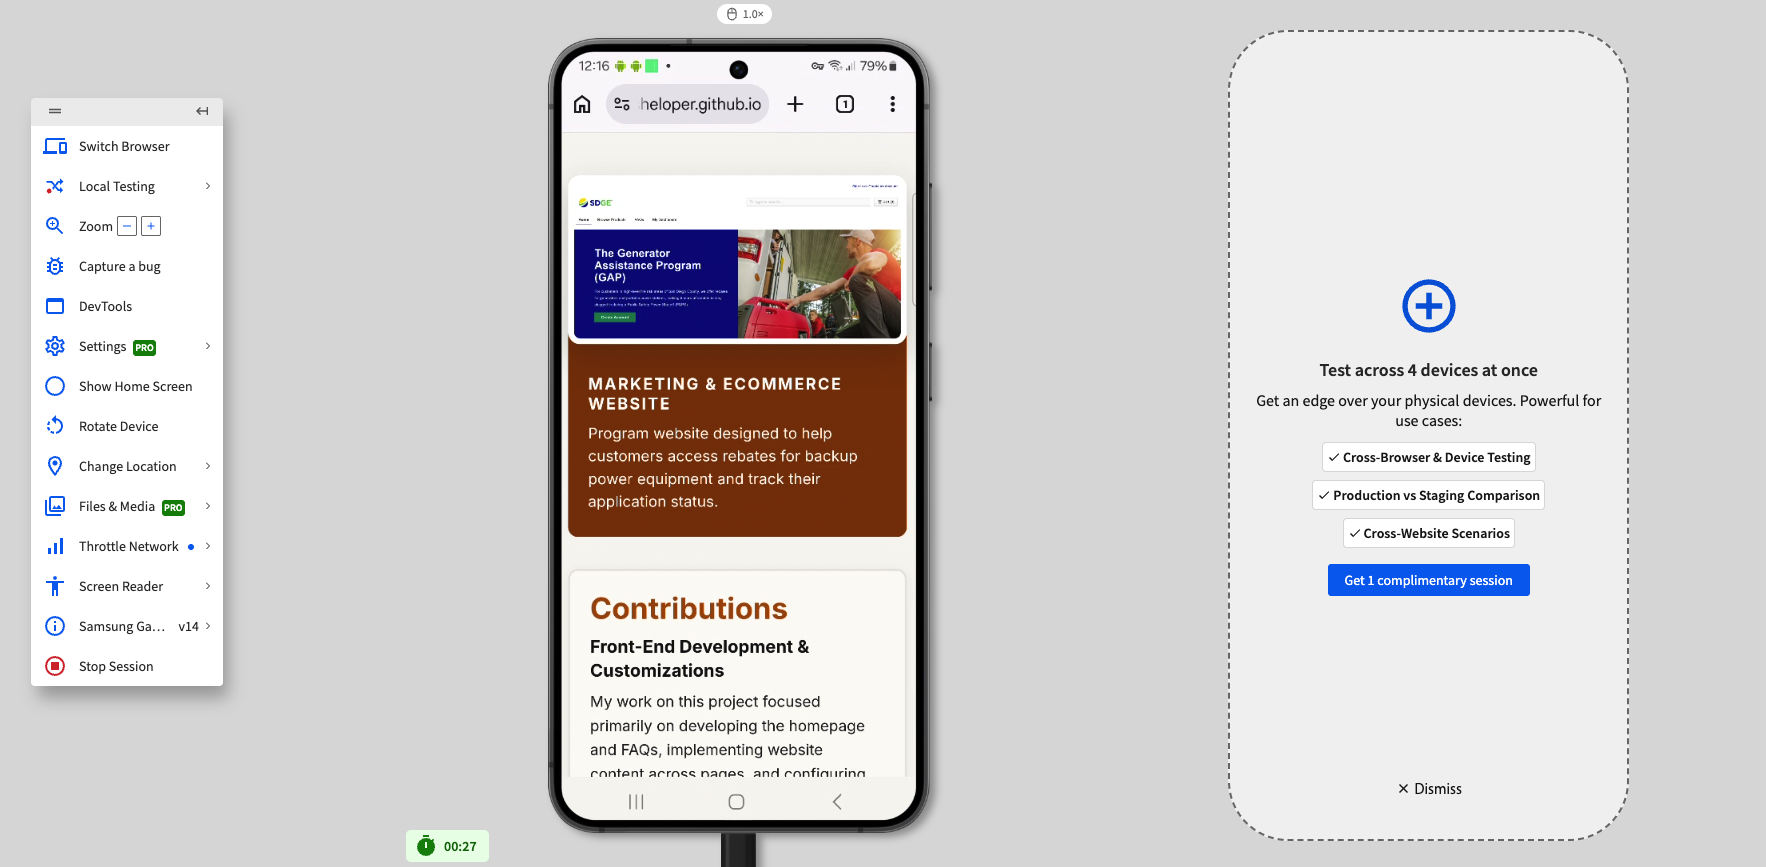 1.0×
Switch Browser
Local Testing
Zoom
Capture a bug
DevTools
Settings PRO
Show Home Screen
Rotate Device
Change Location
Files & Media PRO
Throttle Network
Screen Reader
Samsung Ga... v14
Stop Session
00:27
12:16
79%
heloper.github.io
1
SDGE
Home
The Generator
Assistance Program
(GAP)
MARKETING & ECOMMERCE
WEBSITE
Program website designed to help
customers access rebates for backup
power equipment and track their
application status.
Contributions
Front-End Development &
Customizations
My work on this project focused
primarily on developing the homepage
and FAQs, implementing website
content across pages, and configuring
Test across 4 devices at once
Get an edge over your physical devices. Powerful for
use cases:
Cross-Browser & Device Testing
Production vs Staging Comparison
Cross-Website Scenarios
Get 1 complimentary session
Dismiss